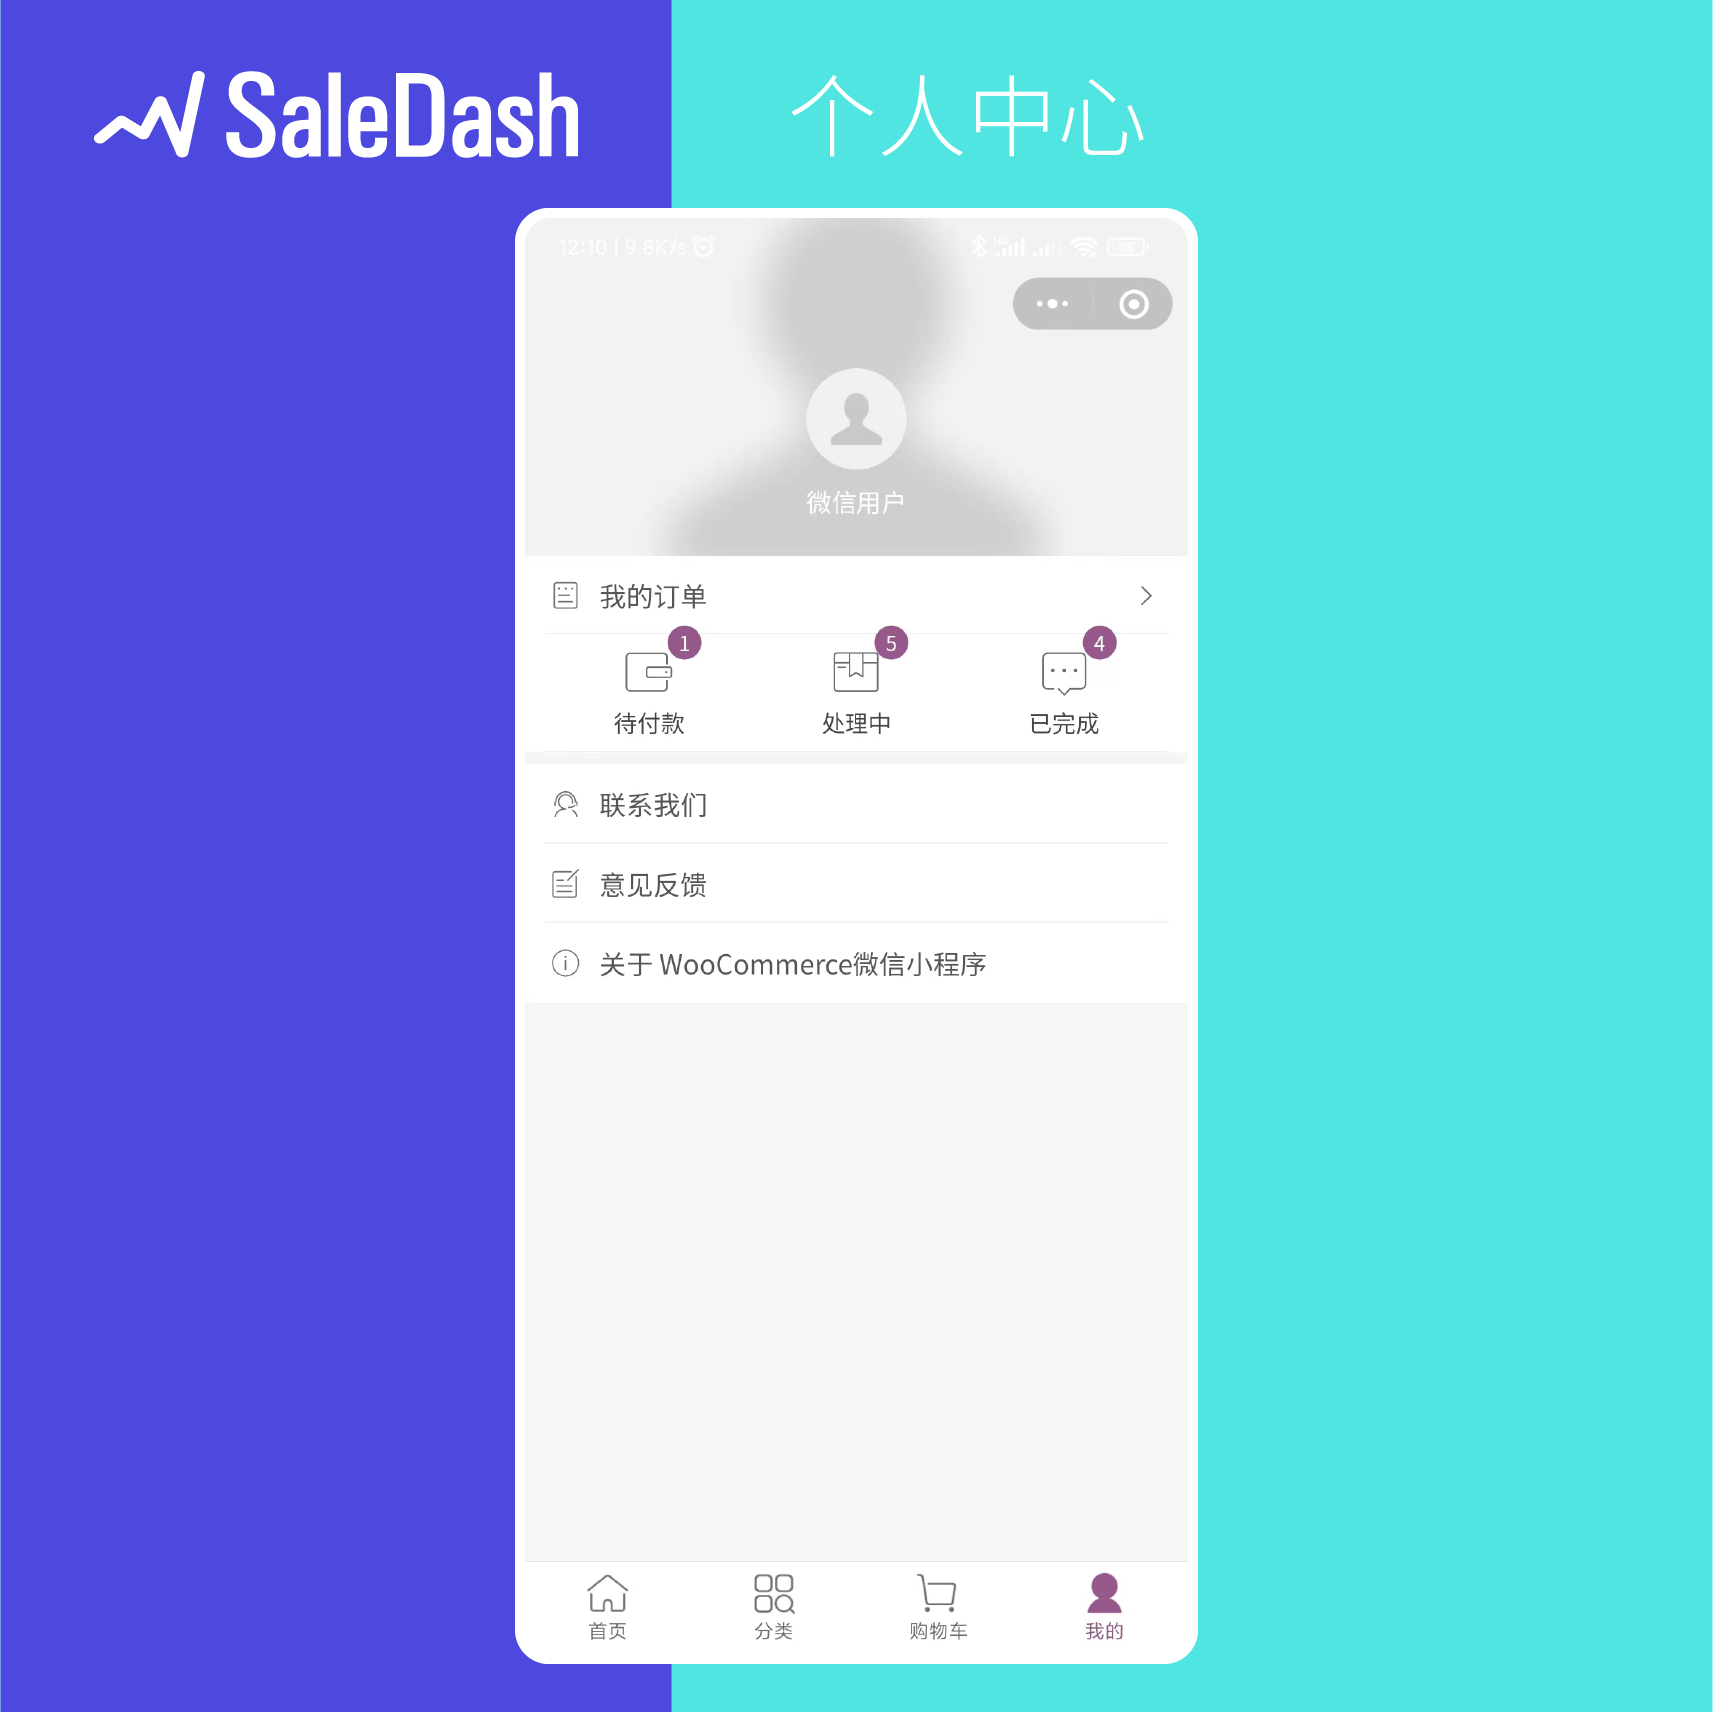 SaleDash
个人中心
12:10 | 9.8K/s
HD
78
微信用户
我的订单
1
5
4
待付款
处理中
已完成
联系我们
意见反馈
关于 WooCommerce微信小程序
首页
分类
购物车
我的